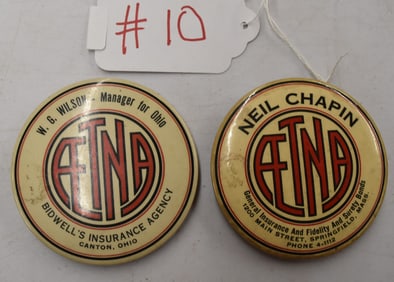 #10
W. G. WILSON - Manager for Ohio
ÆTNA
BIDWELL'S INSURANCE AGENCY
CANTON, OHIO
NEIL CHAPIN
ÆTNA
General Insurance And Fidelity And Surety Bonds
1200 MAIN STREET, SPRINGFIELD, MASS.
PHONE 4-1112